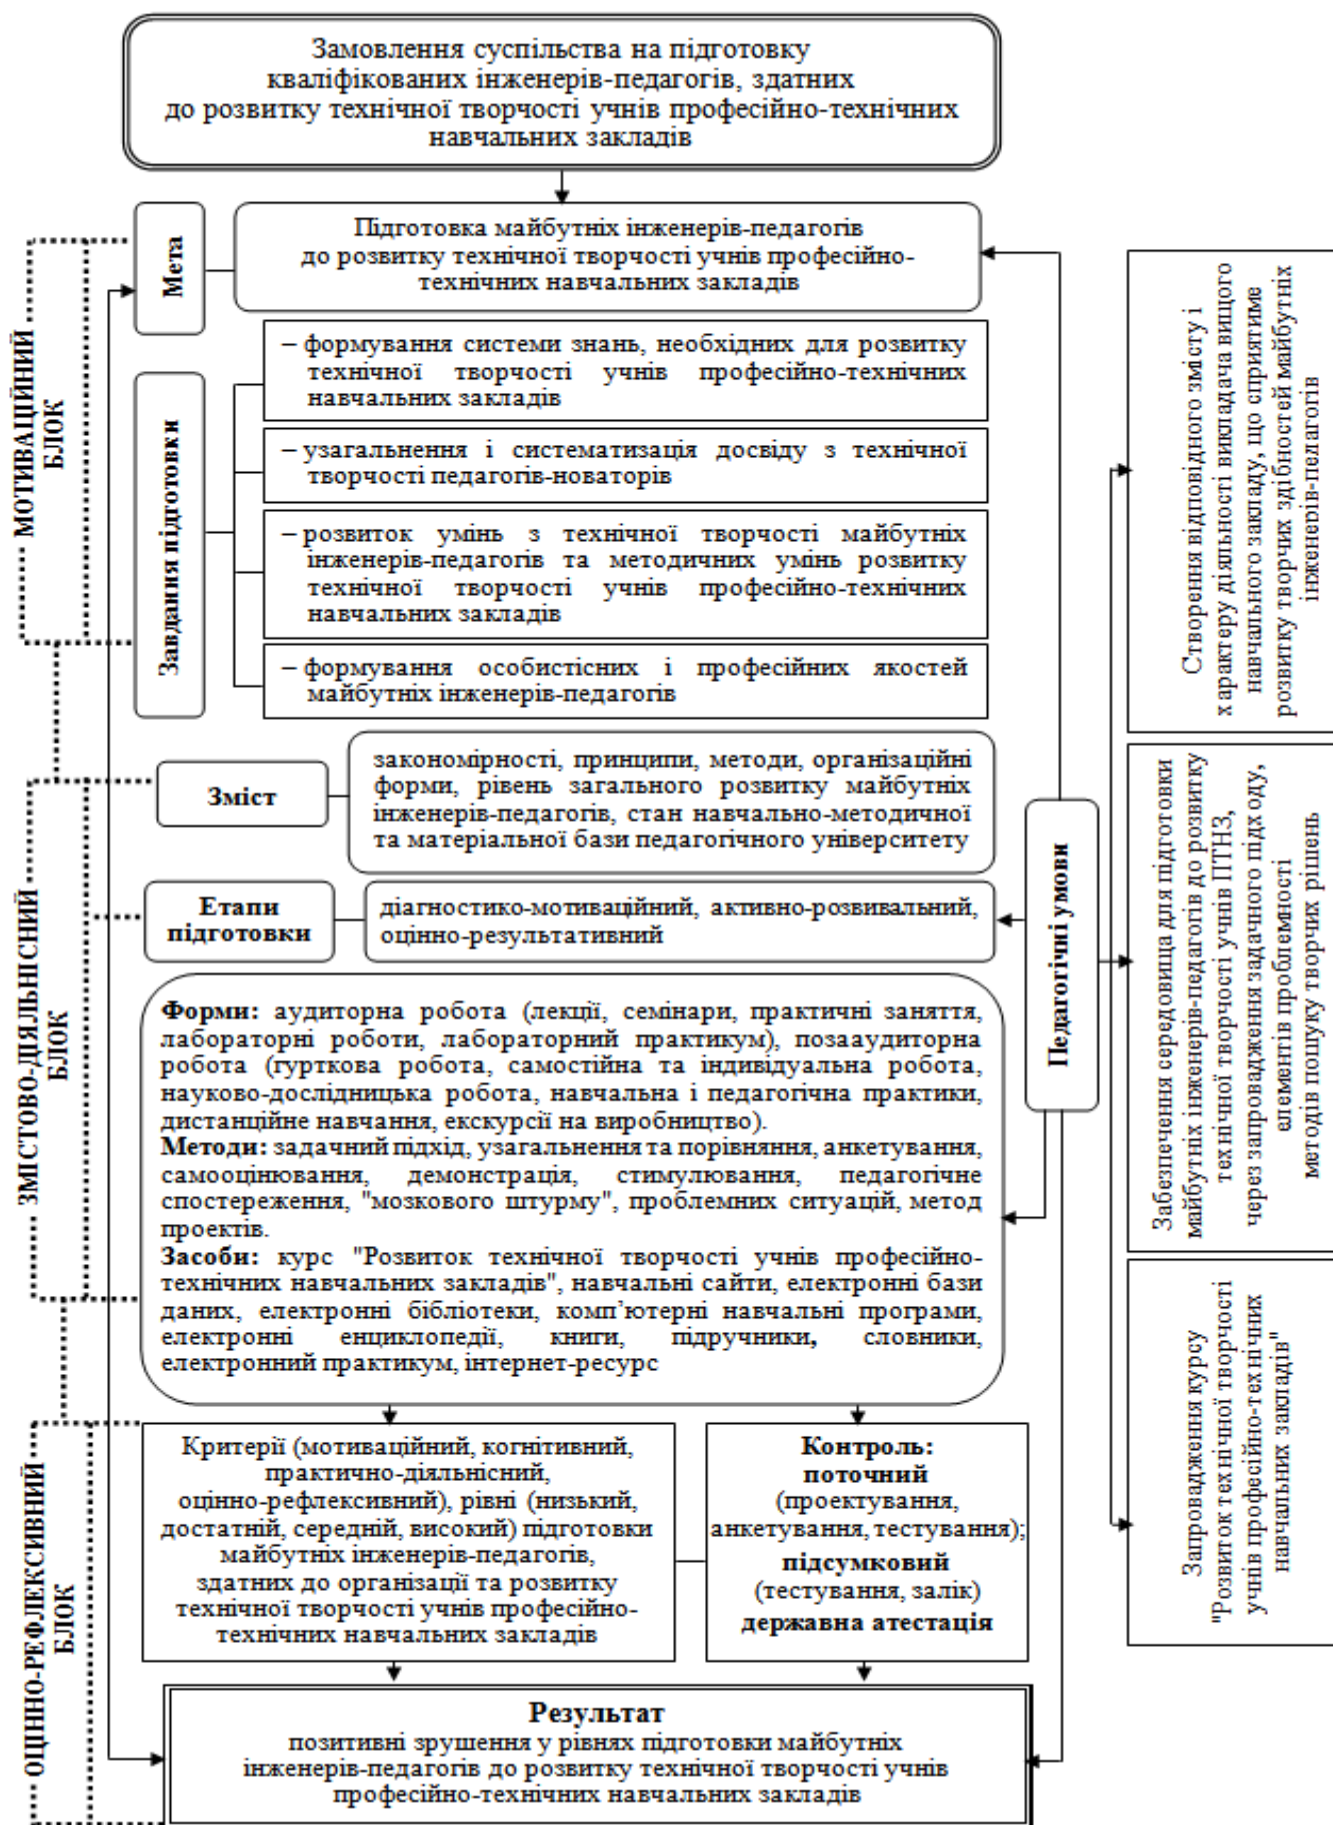 Замовлення суспільства на підготовку
кваліфікованих інженерів-педагогів, здатних
до розвитку технічної творчості учнів професійно-технічних
навчальних закладів
МОТИВАЦІЙНИЙ
БЛОК
Мета
Підготовка майбутніх інженерів-педагогів
до розвитку технічної творчості учнів професійно-
технічних навчальних закладів
Завдання підготовки
– формування системи знань, необхідних для розвитку
технічної творчості учнів професійно-технічних
навчальних закладів
– узагальнення і систематизація досвіду з технічної
творчості педагогів-новаторів
– розвиток умінь з технічної творчості майбутніх
інженерів-педагогів та методичних умінь розвитку
технічної творчості учнів професійно-технічних
навчальних закладів
– формування особистісних і професійних якостей
майбутніх інженерів-педагогів
ЗМІСТОВО-ДІЯЛЬНІСНИЙ
БЛОК
Зміст
закономірності, принципи, методи, організаційні
форми, рівень загального розвитку майбутніх
інженерів-педагогів, стан навчально-методичної
та матеріальної бази педагогічного університету
Етапи
підготовки
діагностико-мотиваційний, активно-розвивальний,
оцінно-результативний
Форми: аудиторна робота (лекції, семінари, практичні заняття,
лабораторні роботи, лабораторний практикум), позааудиторна
робота (гурткова робота, самостійна та індивідуальна робота,
науково-дослідницька робота, навчальна і педагогічна практики,
дистанційне навчання, екскурсії на виробництво).
Методи: задачний підхід, узагальнення та порівняння, анкетування,
самооцінювання, демонстрація, стимулювання, педагогічне
спостереження, "мозкового штурму", проблемних ситуацій, метод
проектів.
Засоби: курс "Розвиток технічної творчості учнів професійно-
технічних навчальних закладів", навчальні сайти, електронні бази
даних, електронні бібліотеки, комп’ютерні навчальні програми,
електронні енциклопедії, книги, підручники, словники,
електронний практикум, інтернет-ресурс
ОЦІННО-РЕФЛЕКСИВНИЙ
БЛОК
Критерії (мотиваційний, когнітивний,
практично-діяльнісний,
оцінно-рефлексивний), рівні (низький,
достатній, середній, високий) підготовки
майбутніх інженерів-педагогів,
здатних до організації та розвитку
технічної творчості учнів професійно-
технічних навчальних закладів
Контроль:
поточний
(проектування,
анкетування, тестування);
підсумковий
(тестування, залік)
державна атестація
Результат
позитивні зрушення у рівнях підготовки майбутніх
інженерів-педагогів до розвитку технічної творчості учнів
професійно-технічних навчальних закладів
Педагогічні умови
Створення відповідного змісту і
характеру діяльності викладача вищого
навчального закладу, що сприятиме
розвитку творчих здібностей майбутніх
інженерів-педагогів
Забезпечення середовища для підготовки
майбутніх інженерів-педагогів до розвитку
технічної творчості учнів ПТНЗ,
через запровадження задачного підходу,
елементів проблемності
методів пошуку творчих рішень
Запровадження курсу
"Розвиток технічної творчості
учнів професійно-технічних
навчальних закладів"